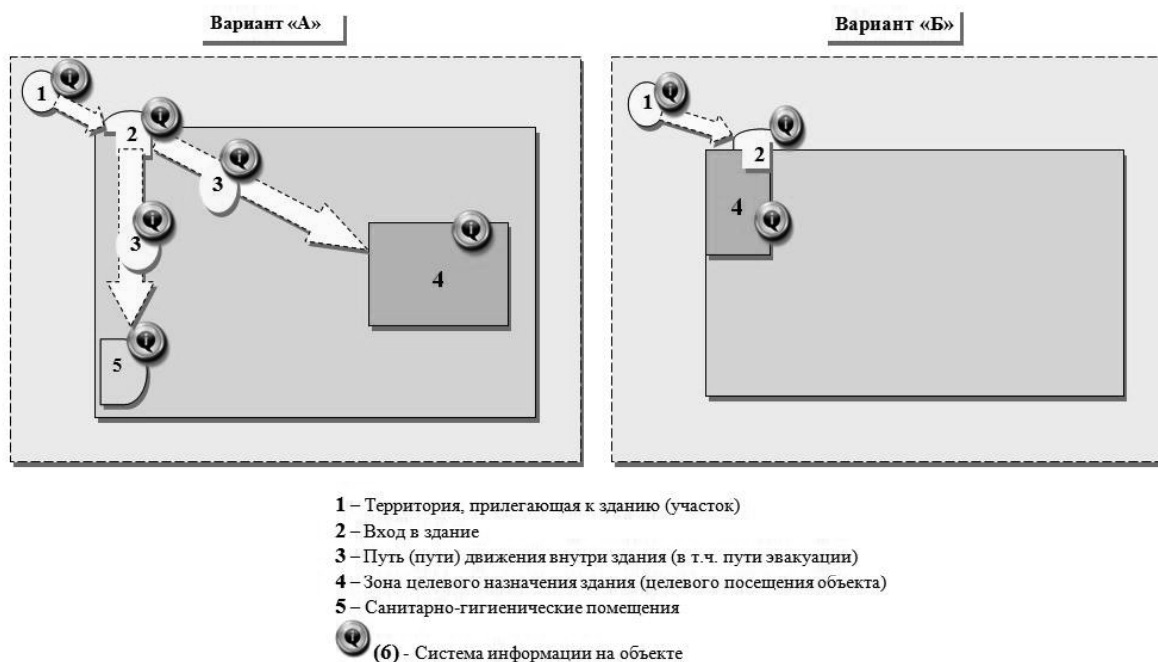 Вариант «А»
Вариант «Б»
1
2
3
3
4
5
1
2
4
1 – Территория, прилегающая к зданию (участок)
2 – Вход в здание
3 – Путь (пути) движения внутри здания (в т.ч. пути эвакуации)
4 – Зона целевого назначения здания (целевого посещения объекта)
5 – Санитарно-гигиенические помещения
(6) - Система информации на объекте